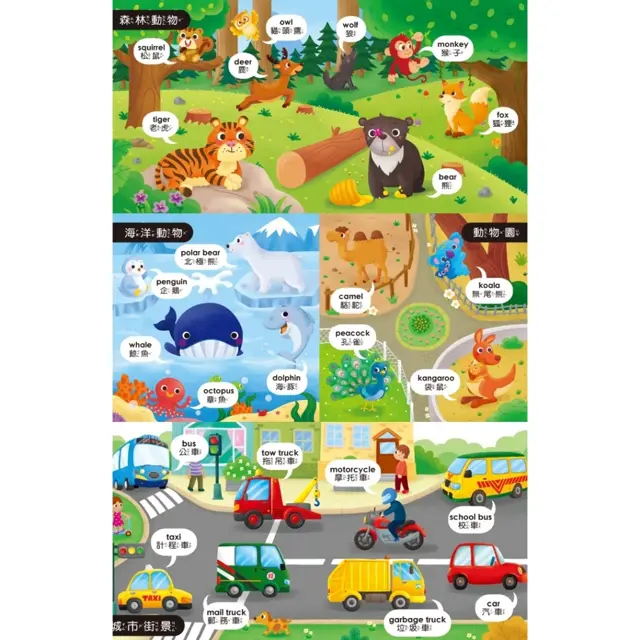 森林動物
owl
貓頭鷹
wolf
狼
squirrel
松鼠
deer
鹿
monkey
猴子
tiger
老虎
fox
狐狸
bear
熊
海洋動物
polar bear
北極熊
penguin
企鵝
whale
鯨魚
octopus
章魚
dolphin
海豚
動物園
camel
駱駝
koala
無尾熊
peacock
孔雀
kangaroo
袋鼠
bus
公車
tow truck
拖吊車
motorcycle
摩托車
school bus
校車
taxi
計程車
TAXI
mail truck
郵務車
garbage truck
垃圾車
car
汽車
城市街景